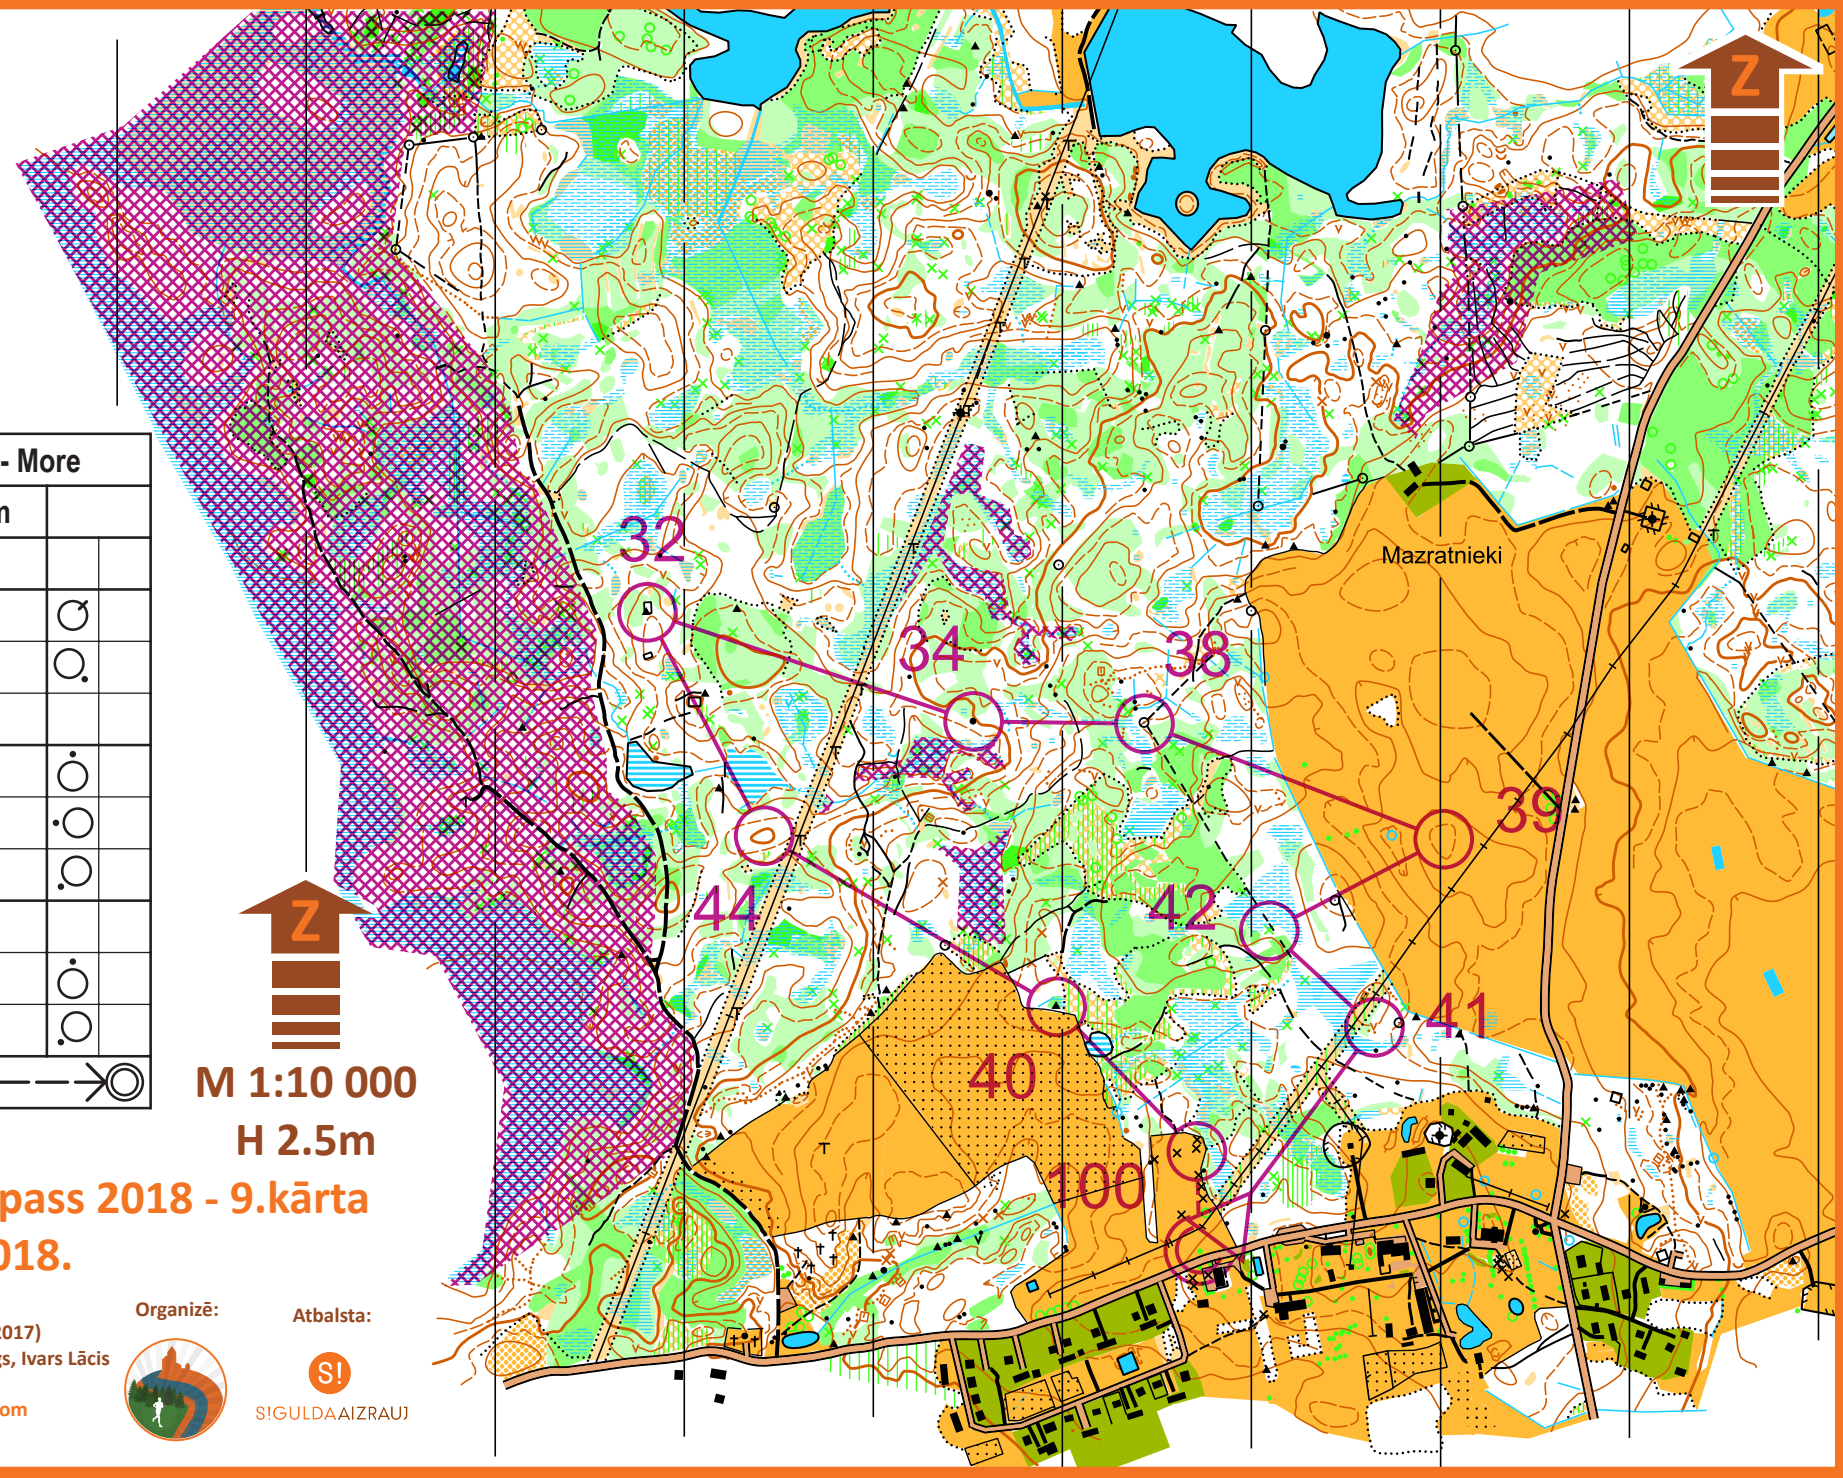 Z
- More
m
32
Mazratnieki
34
38
39
44
42
Z
41
40
M 1:10 000
H 2.5m
100
pass 2018 - 9.kārta
018.
Organizē:
Atbalsta:
2017)
gs, Ivars Lācis
S!
om
S!GULDAAIZRAUJ